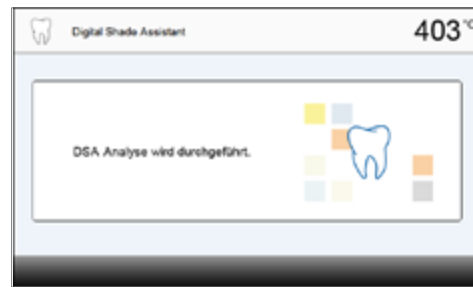 Digital Shade Assistant
403 °C
DSA Analyse wird durchgeführt.